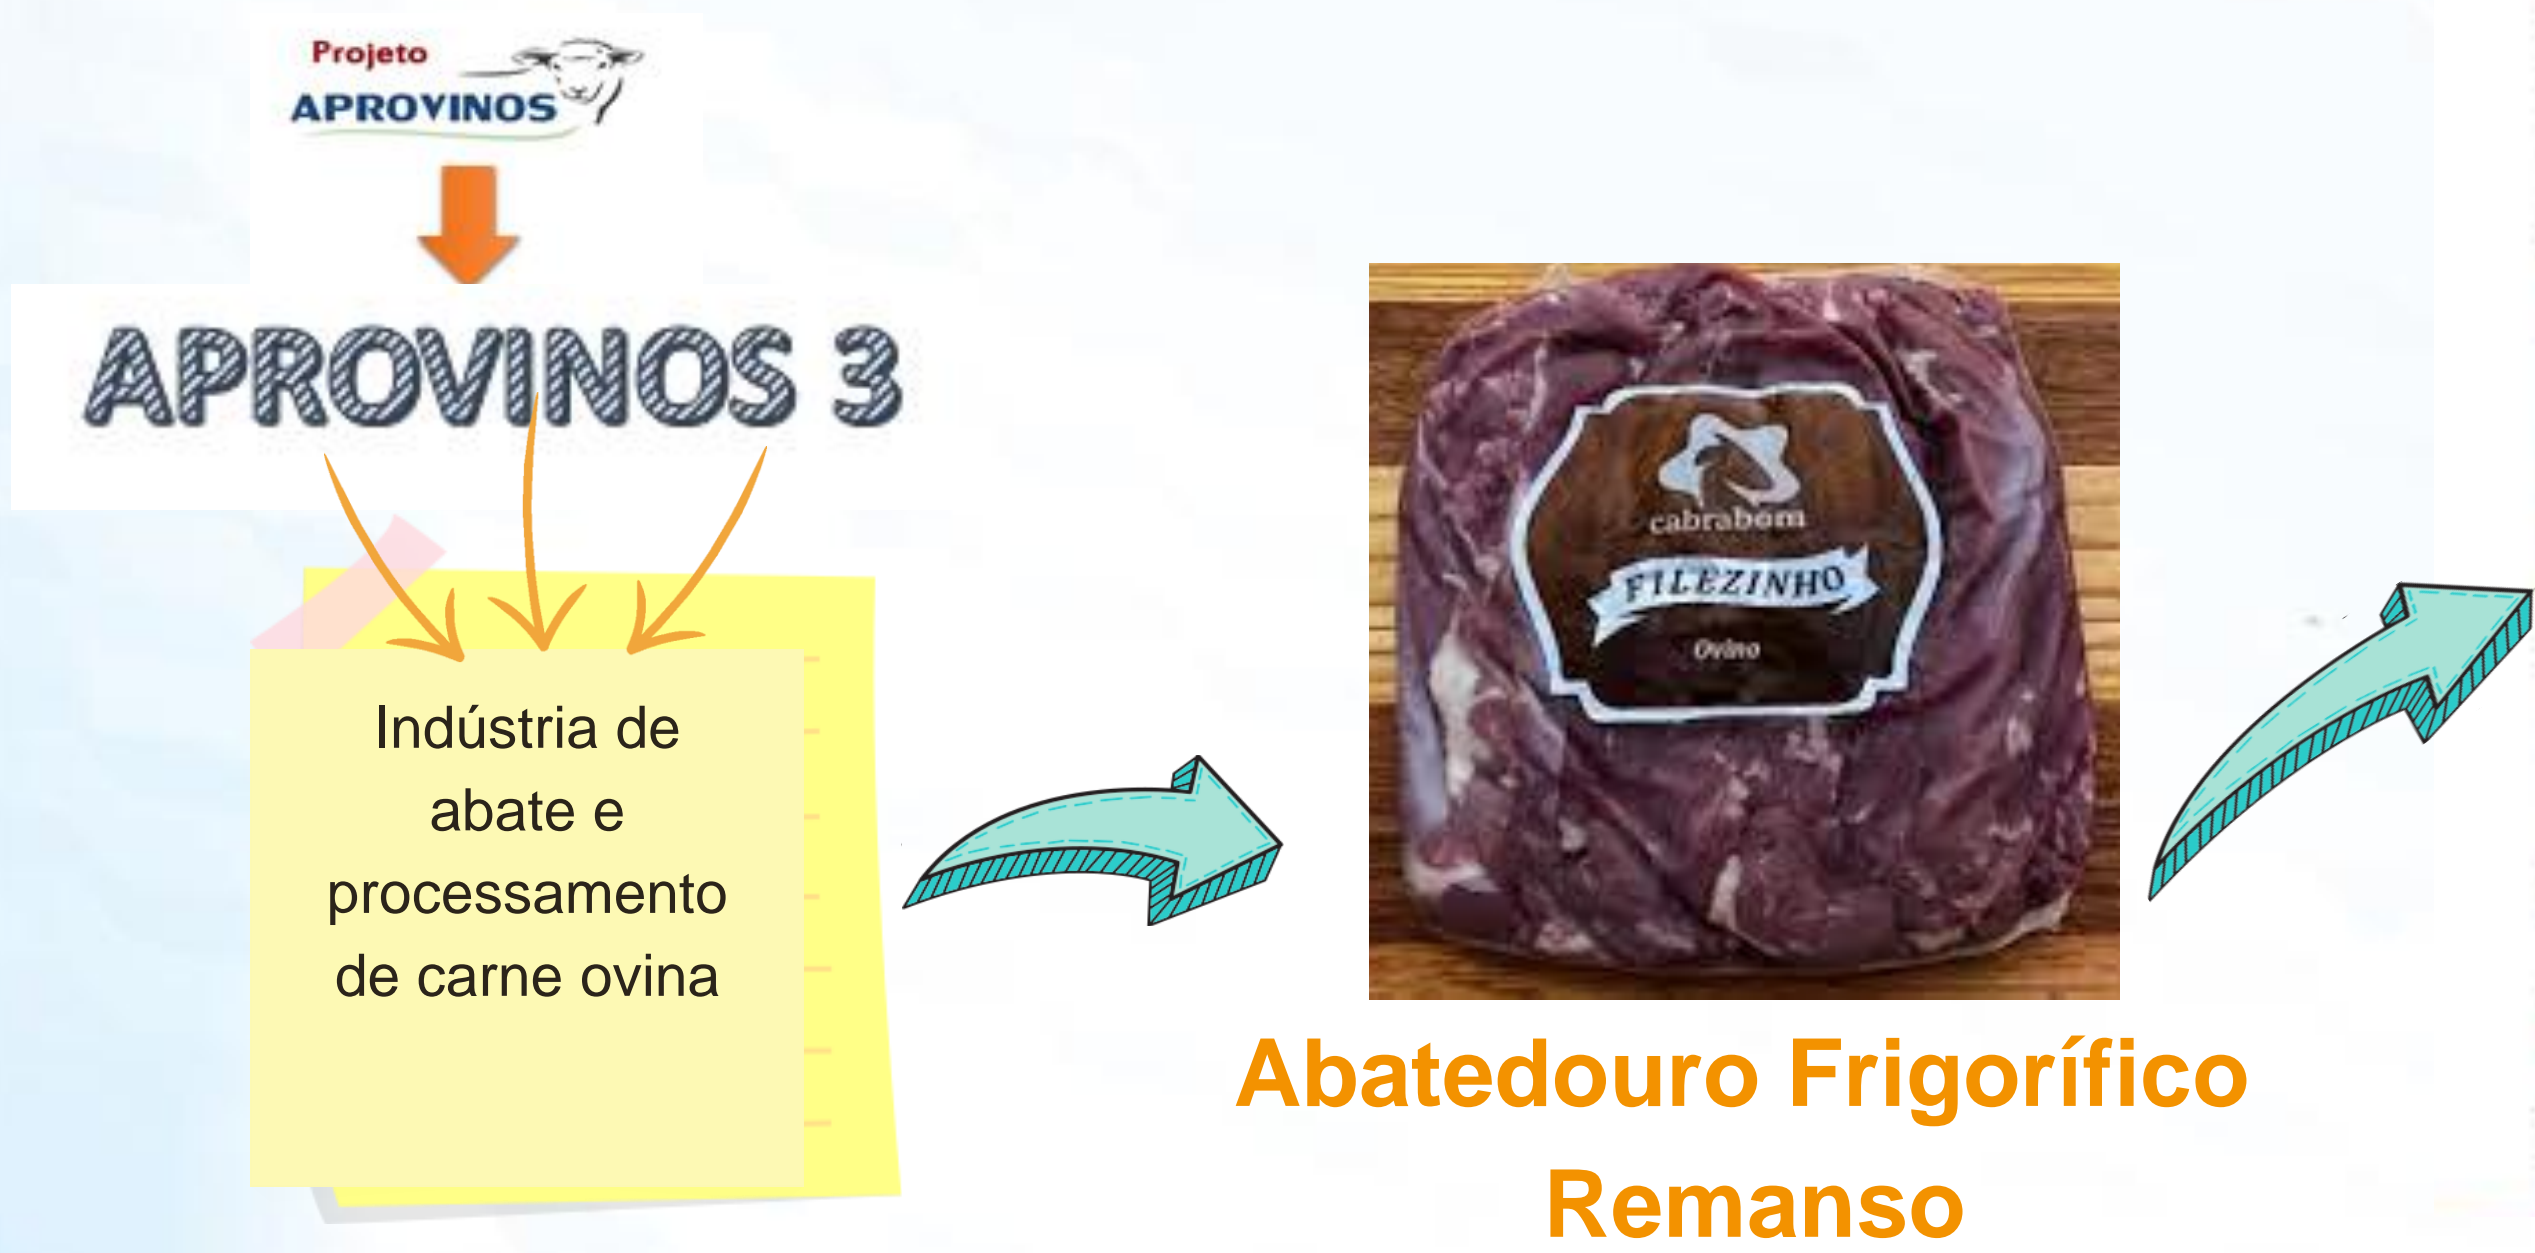 Projeto
APROVINOS
APROVINOS 3
Indústria de
abate e
processamento
de carne ovina
cabrabom
FILEZINHO
Ovino
Abatedouro Frigorífico
Remanso